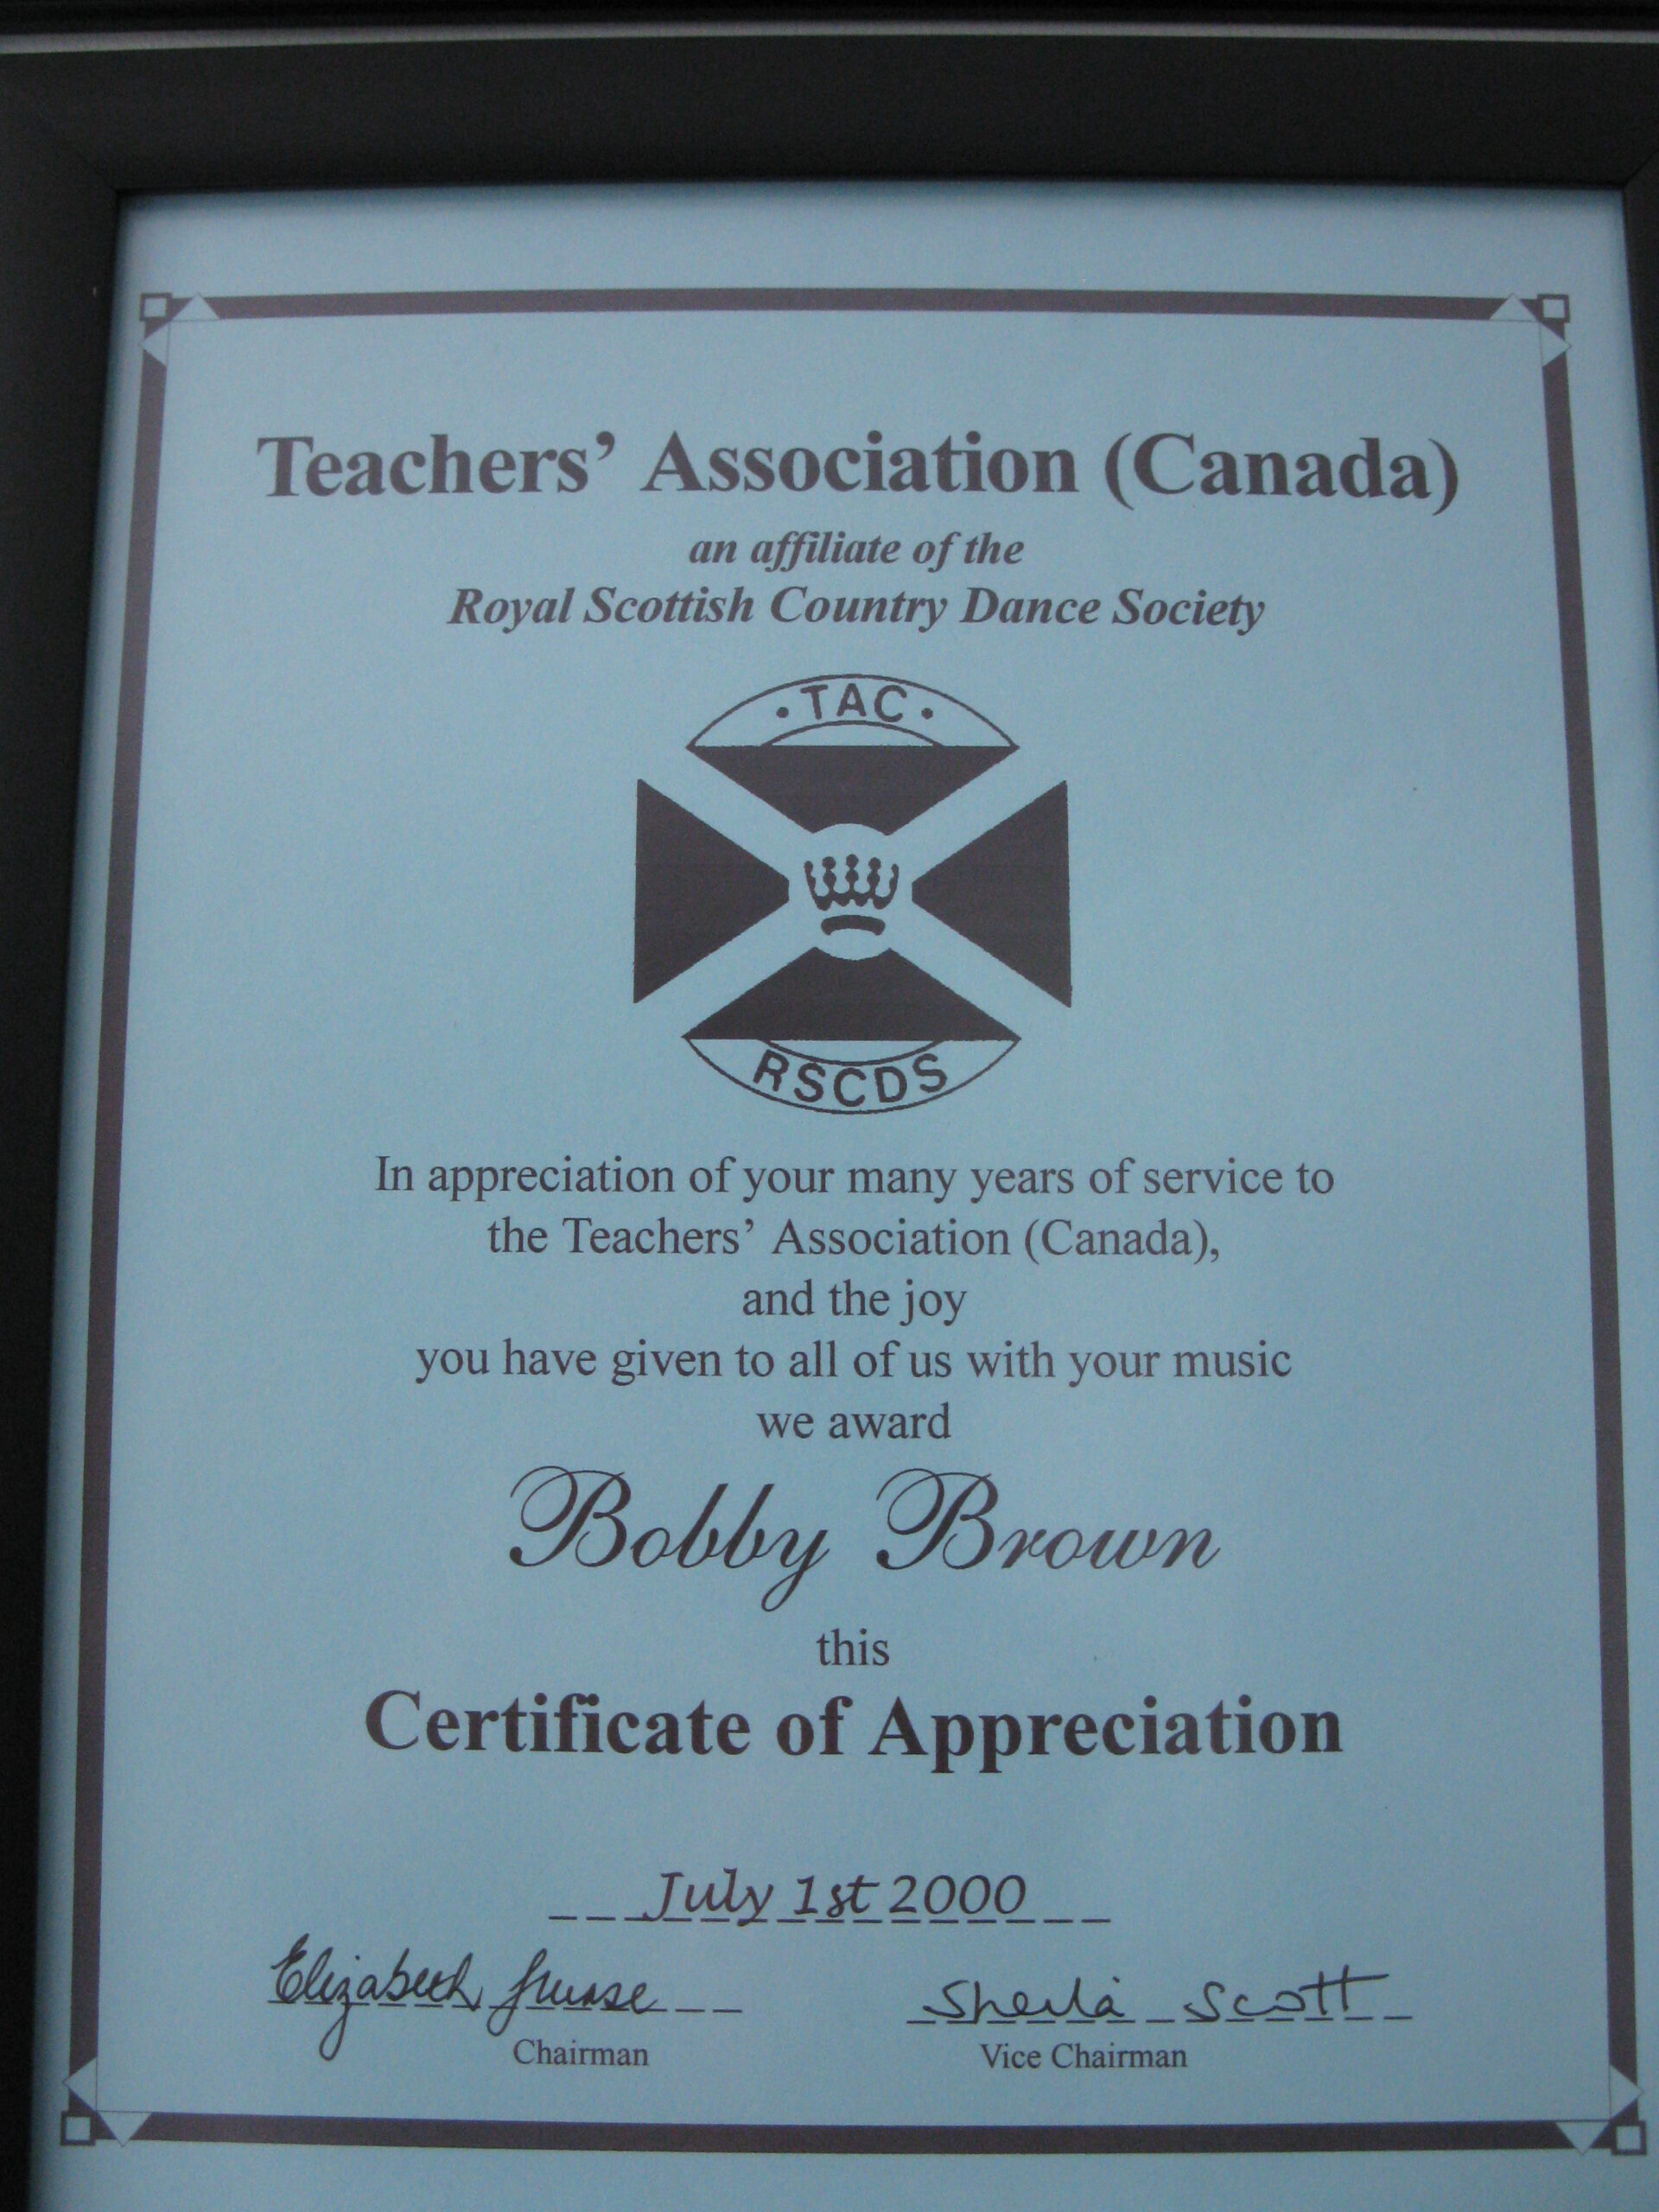 Teachers’ Association (Canada)
an affiliate of the
Royal Scottish Country Dance Society
• TAC •
RSCDS
In appreciation of your many years of service to
the Teachers’ Association (Canada),
and the joy
you have given to all of us with your music
we award
Bobby Brown
this
Certificate of Appreciation
July 1st 2000
Elizabeth
Sheila Scott
Chairman
Vice Chairman